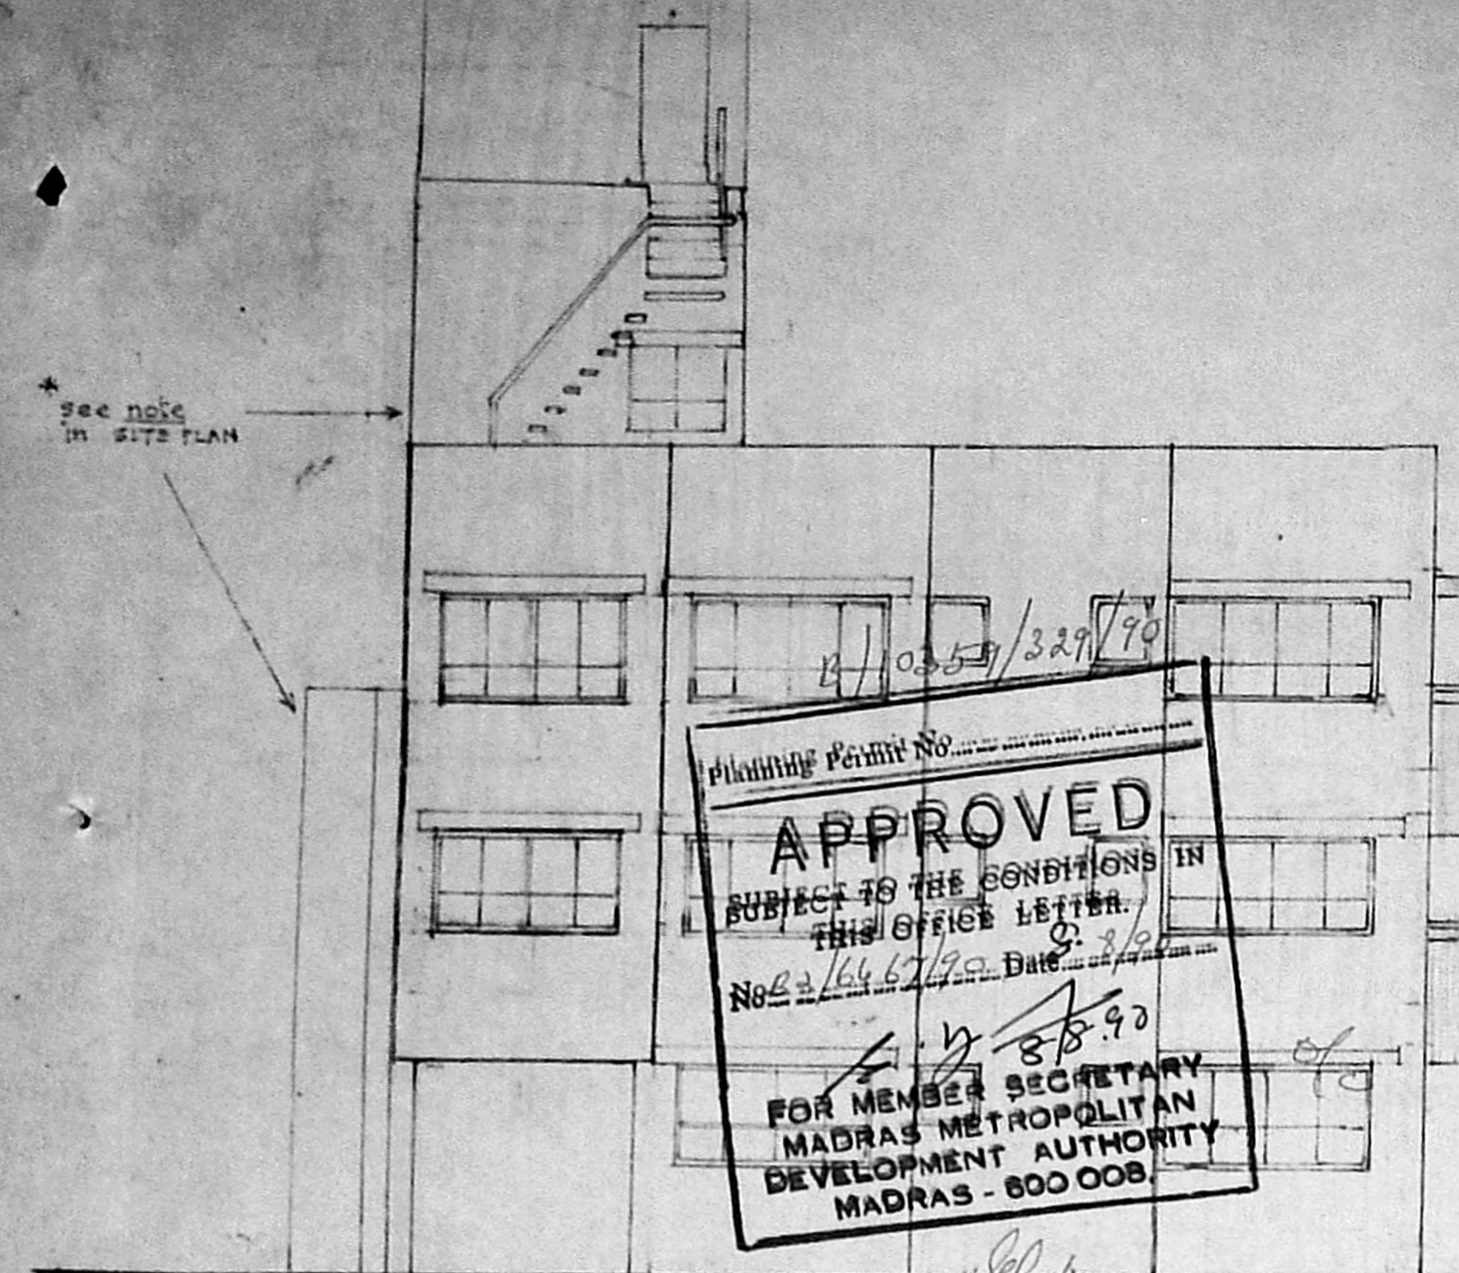 *
see note
in SITE PLAN
B/10359/329/90
Planning Permit No
APPROVED
SUBJECT TO THE CONDITIONS IN
THIS OFFICE LETTER.
No. B2/6467/90 Date 8/90
8/8.90
FOR MEMBER SECRETARY
MADRAS METROPOLITAN
DEVELOPMENT AUTHORITY
MADRAS - 600 008.